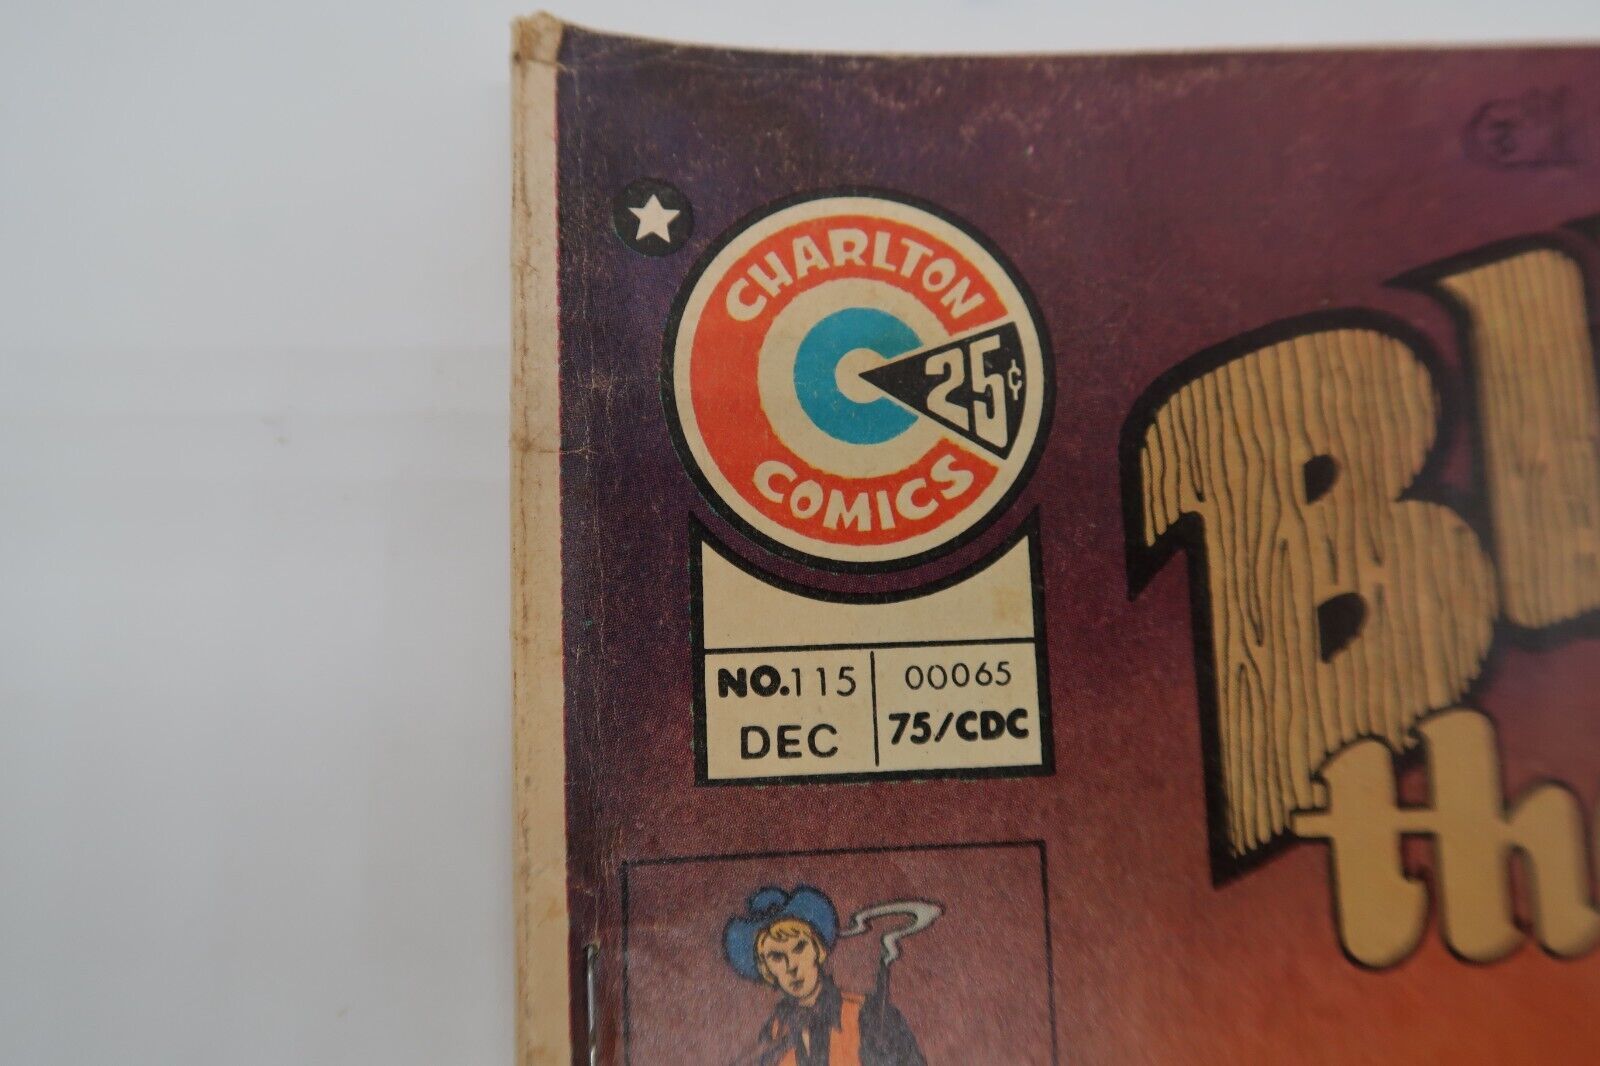 CHARLTON
25¢
COMICS
NO.115
DEC
00065
75/CDC